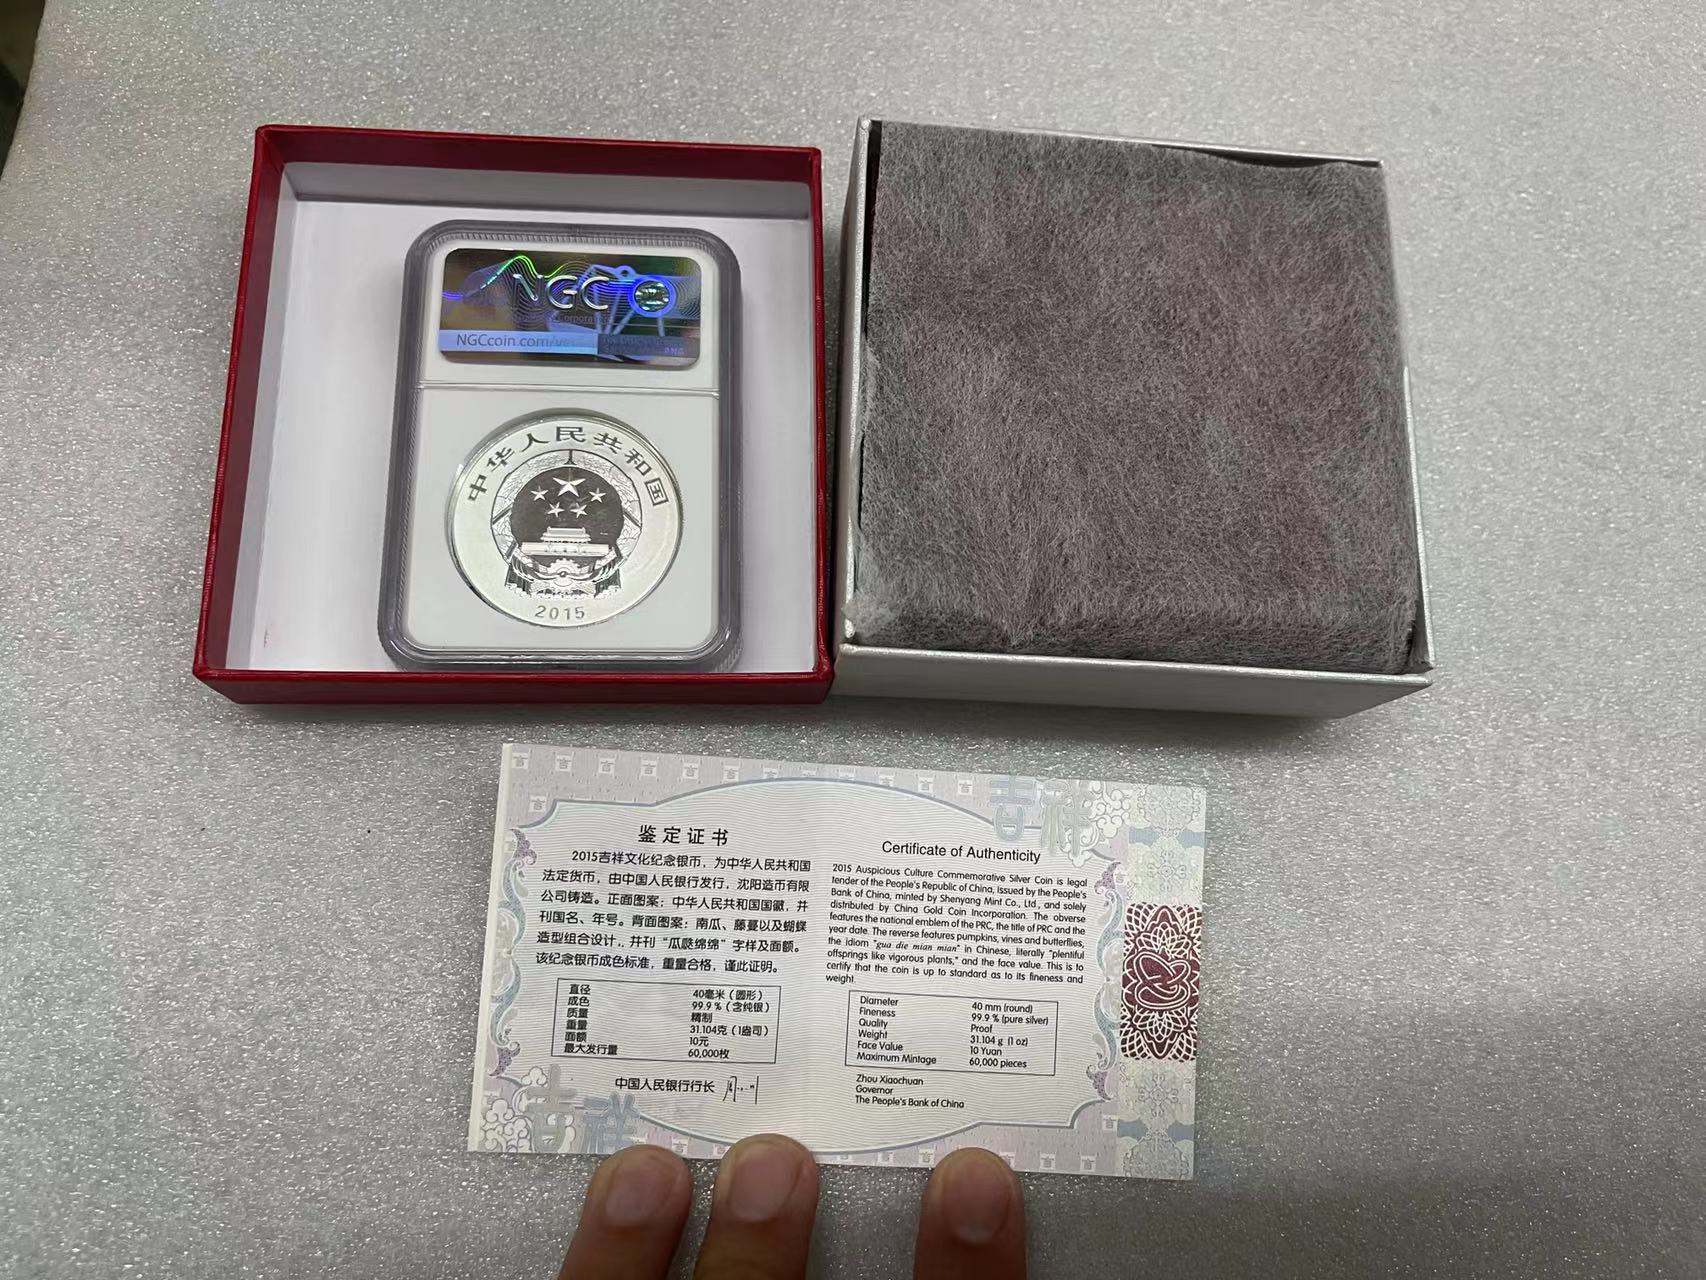 NGC
NGCcoin.com/ve
中华人民共和国
2015
吉祥
鉴定证书
2015吉祥文化纪念银币，为中华人民共和国
法定货币，由中国人民银行发行，沈阳造币有限
公司铸造。正面图案：中华人民共和国国徽，并
刊国名、年号。背面图案：南瓜、藤蔓以及蝴蝶
造型组合设计，，并刊“瓜瓞绵绵”字样及面额。
该纪念银币成色标准，重量合格，谨此证明。
直径 40毫米（圆形）
成色 99.9％（含纯银）
质量 精制
重量 31.104克（1盎司）
面额 10元
最大发行量 60,000枚
中国人民银行行长
吉祥
Certificate of Authenticity
2015 Auspicious Culture Commemorative Silver Coin is legal
tender of the People's Republic of China, issued by the People's
Bank of China, minted by Shenyang Mint Co., Ltd., and solely
distributed by China Gold Coin Incorporation. The obverse
features the national emblem of the PRC, the title of PRC and the
year date. The reverse features pumpkins, vines and butterflies,
the idiom "gua die mian mian" in Chinese, literally "plentiful
offsprings like vigorous plants," and the face value. This is to
certify that the coin is up to standard as to its fineness and
weight.
Diameter 40 mm (round)
Fineness 99.9 % (pure silver)
Quality Proof
Weight 31.104 g (1 oz)
Face Value 10 Yuan
Maximum Mintage 60,000 pieces
Zhou Xiaochuan
Governor
The People's Bank of China